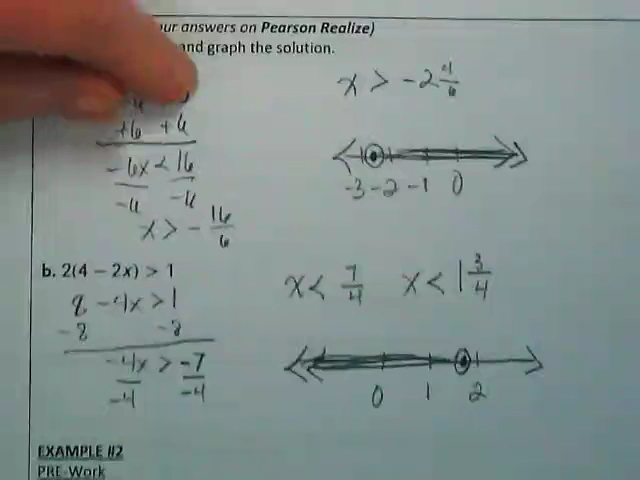 ur answers on Pearson Realize)
and graph the solution.
x > -2 4/6
+6 +6
-6x < 16
-6 -6
x > - 16/6
-3 -2 -1 0
b. 2(4 – 2x) > 1
8 - 4x > 1
-8 -8
-4x > -7
-4 -4
x < 7/4 x < 1 3/4
0 1 2
EXAMPLE #2
PRE-Work